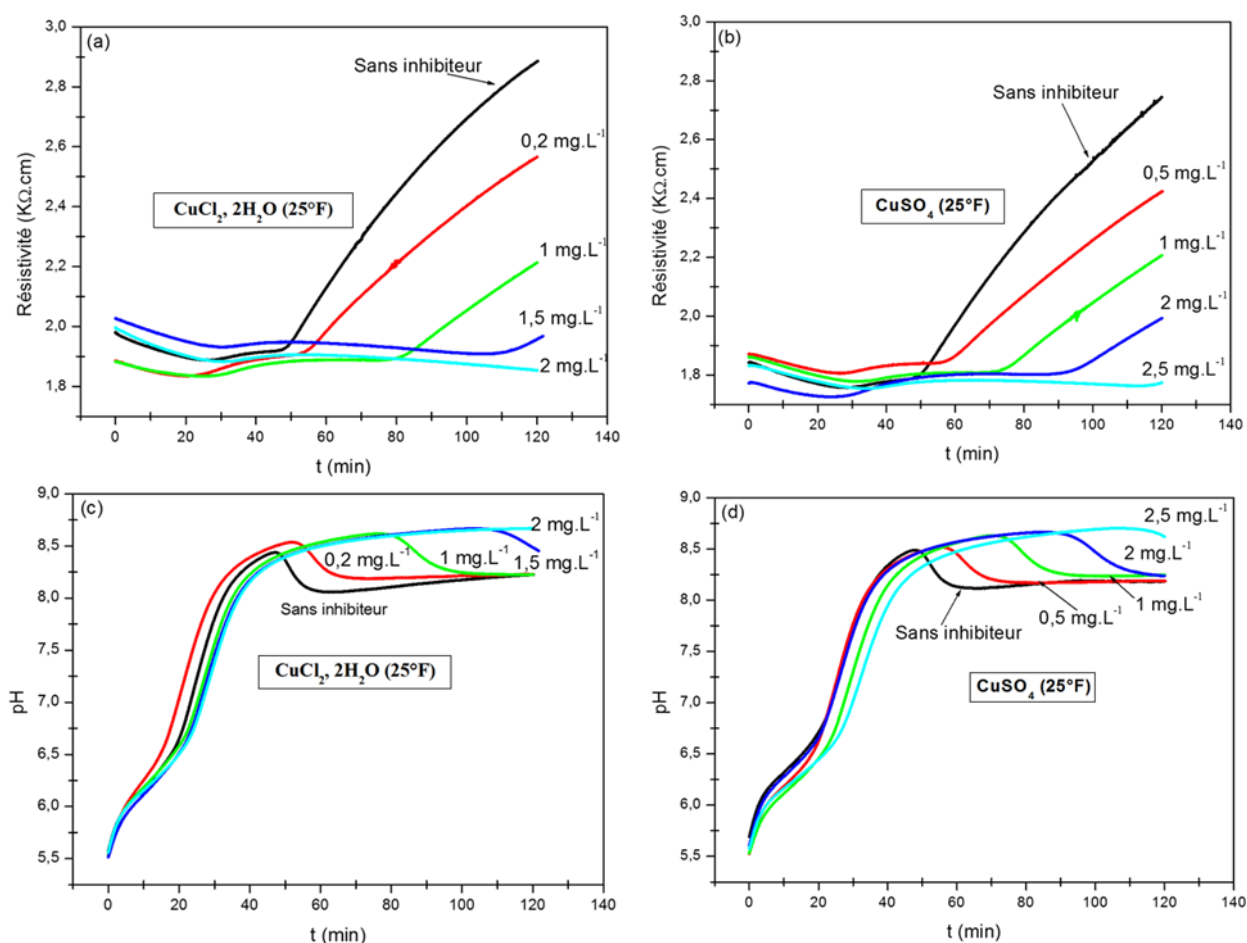 (a)
Sans inhibiteur
0,2 mg.L⁻¹
CuCl₂, 2H₂O (25°F)
1 mg.L⁻¹
1,5 mg.L⁻¹
2 mg.L⁻¹
Résistivité (KΩ.cm)
3,0
2,8
2,6
2,4
2,2
2,0
1,8
0 20 40 60 80 100 120 140
t (min)
(b)
Sans inhibiteur
0,5 mg.L⁻¹
CuSO₄ (25°F)
1 mg.L⁻¹
2 mg.L⁻¹
2,5 mg.L⁻¹
Résistivité (KΩ.cm)
3,0
2,8
2,6
2,4
2,2
2,0
1,8
1,6
0 20 40 60 80 100 120 140
t (min)
(c)
2 mg.L⁻¹
0,2 mg.L⁻¹
1 mg.L⁻¹
1,5 mg.L⁻¹
Sans inhibiteur
CuCl₂, 2H₂O (25°F)
pH
9,0
8,5
8,0
7,5
7,0
6,5
6,0
5,5
0 20 40 60 80 100 120 140
t (min)
(d)
2,5 mg.L⁻¹
2 mg.L⁻¹
1 mg.L⁻¹
0,5 mg.L⁻¹
Sans inhibiteur
CuSO₄ (25°F)
pH
9,0
8,5
8,0
7,5
7,0
6,5
6,0
5,5
0 20 40 60 80 100 120 140
t (min)